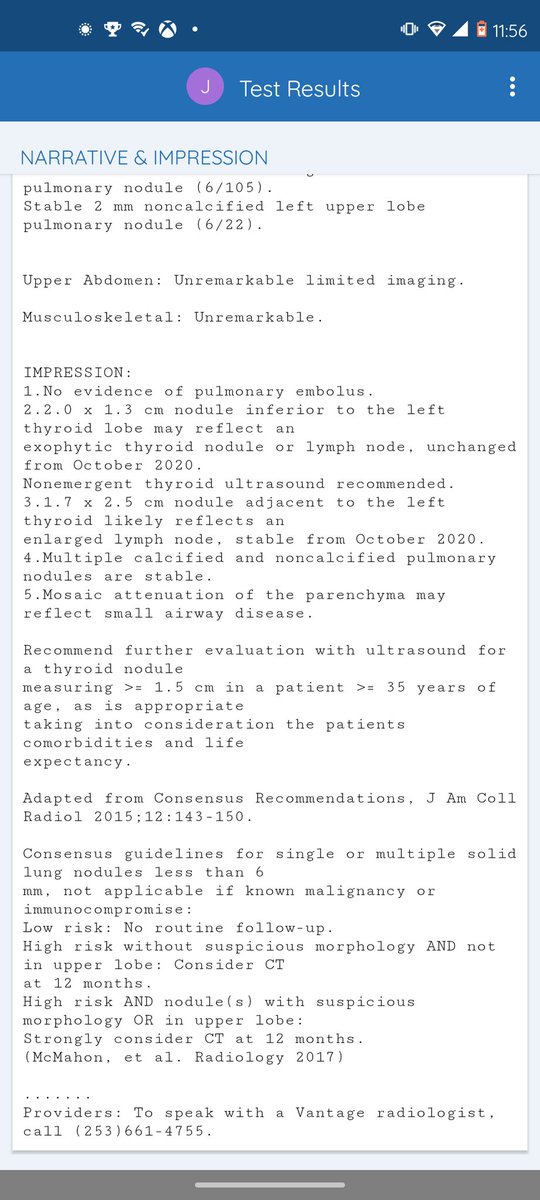 11:56
J Test Results
NARRATIVE & IMPRESSION
pulmonary nodule (6/105).
Stable 2 mm noncalcified left upper lobe
pulmonary nodule (6/22).
Upper Abdomen: Unremarkable limited imaging.
Musculoskeletal: Unremarkable.
IMPRESSION:
1.No evidence of pulmonary embolus.
2.2.0 x 1.3 cm nodule inferior to the left
thyroid lobe may reflect an
exophytic thyroid nodule or lymph node, unchanged
from October 2020.
Nonemergent thyroid ultrasound recommended.
3.1.7 x 2.5 cm nodule adjacent to the left
thyroid likely reflects an
enlarged lymph node, stable from October 2020.
4.Multiple calcified and noncalcified pulmonary
nodules are stable.
5.Mosaic attenuation of the parenchyma may
reflect small airway disease.
Recommend further evaluation with ultrasound for
a thyroid nodule
measuring >= 1.5 cm in a patient >= 35 years of
age, as is appropriate
taking into consideration the patients
comorbidities and life
expectancy.
Adapted from Consensus Recommendations, J Am Coll
Radiol 2015;12:143-150.
Consensus guidelines for single or multiple solid
lung nodules less than 6
mm, not applicable if known malignancy or
immunocompromise:
Low risk: No routine follow-up.
High risk without suspicious morphology AND not
in upper lobe: Consider CT
at 12 months.
High risk AND nodule(s) with suspicious
morphology OR in upper lobe:
Strongly consider CT at 12 months.
(McMahon, et al. Radiology 2017)
.......
Providers: To speak with a Vantage radiologist,
call (253)661-4755.